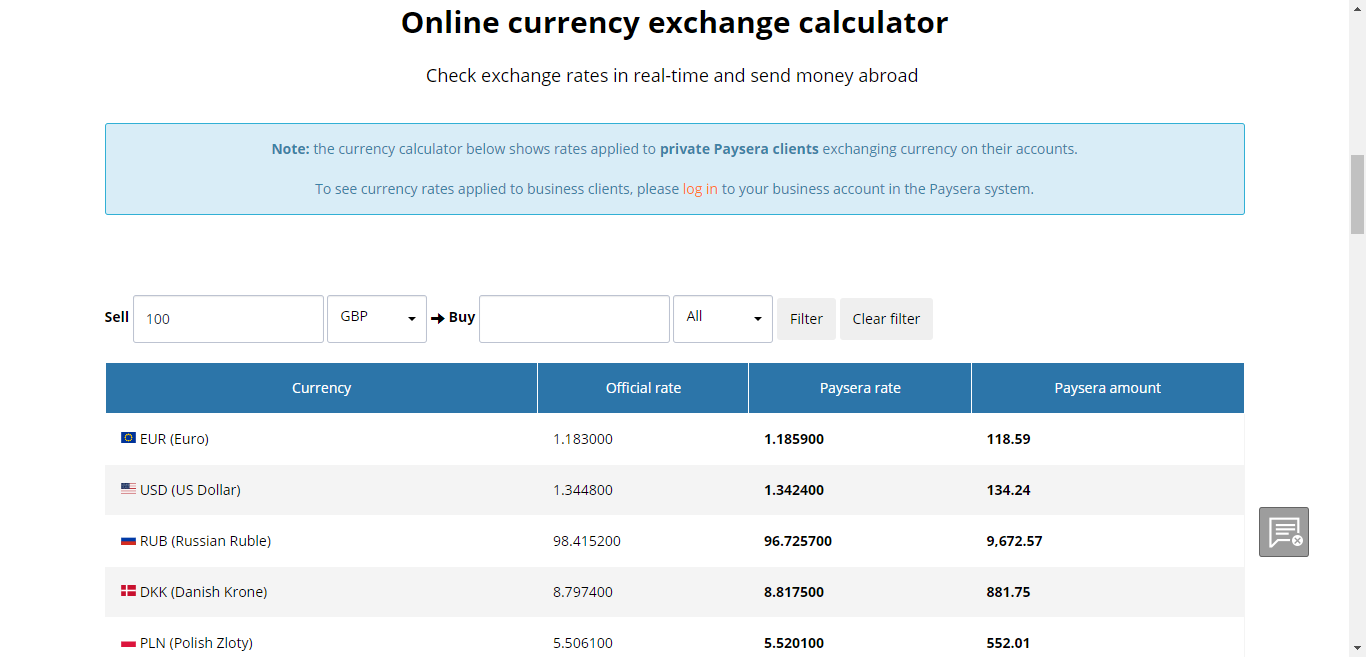 Online currency exchange calculator
Check exchange rates in real-time and send money abroad
Note: the currency calculator below shows rates applied to private Paysera clients exchanging currency on their accounts.
To see currency rates applied to business clients, please log in to your business account in the Paysera system.
Sell 100 GBP Buy All Filter Clear filter
Currency Official rate Paysera rate Paysera amount
EUR (Euro) 1.183000 1.185900 118.59
USD (US Dollar) 1.344800 1.342400 134.24
RUB (Russian Ruble) 98.415200 96.725700 9,672.57
DKK (Danish Krone) 8.797400 8.817500 881.75
PLN (Polish Zloty) 5.506100 5.520100 552.01